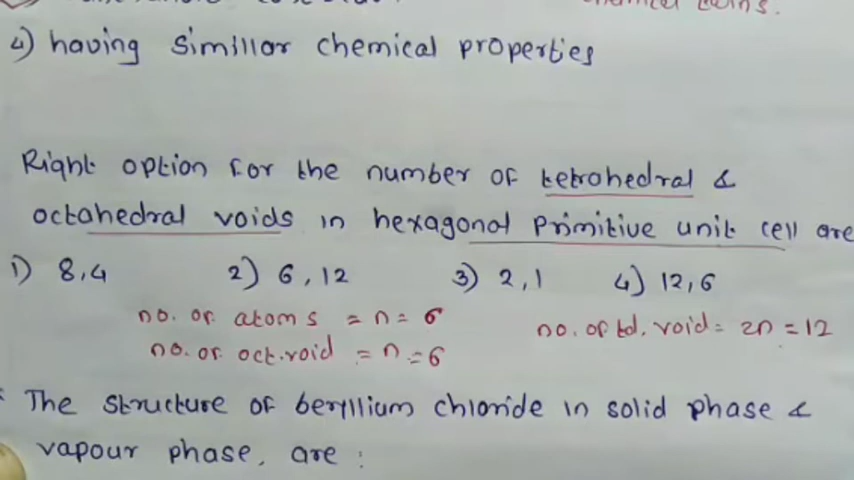 4) having simillar chemical properties
Right option for the number of tetrahedral &
octahedral voids in hexagonal primitive unit cell are
1) 8,4 2) 6,12 3) 2,1 4) 12,6
no. of atoms = n = 6
no. of td. void = 2n = 12
no. of oct. void = n = 6
The structure of beryllium chloride in solid phase &
vapour phase, are :